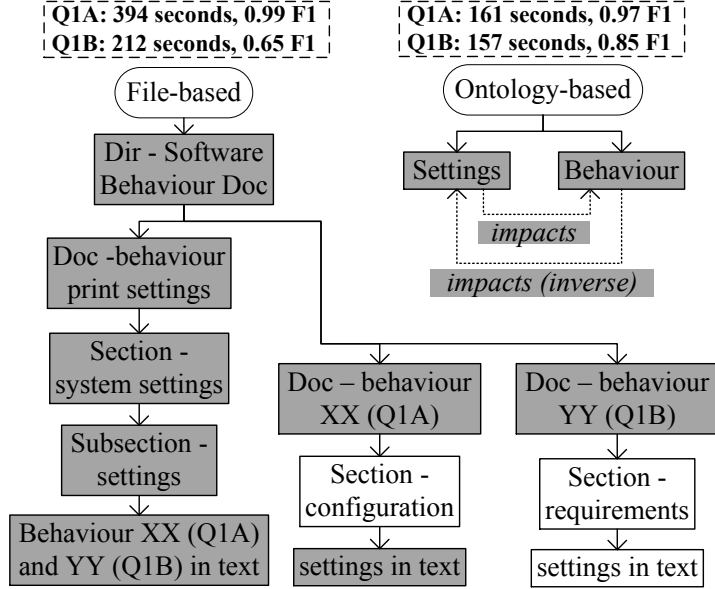 Q1A: 394 seconds, 0.99 F1
Q1B: 212 seconds, 0.65 F1
Q1A: 161 seconds, 0.97 F1
Q1B: 157 seconds, 0.85 F1
File-based
Ontology-based
Dir - Software
Behaviour Doc
Settings
Behaviour
impacts
impacts (inverse)
Doc -behaviour
print settings
Section -
system settings
Subsection -
settings
Behaviour XX (Q1A)
and YY (Q1B) in text
Doc – behaviour
XX (Q1A)
Section -
configuration
settings in text
Doc – behaviour
YY (Q1B)
Section -
requirements
settings in text